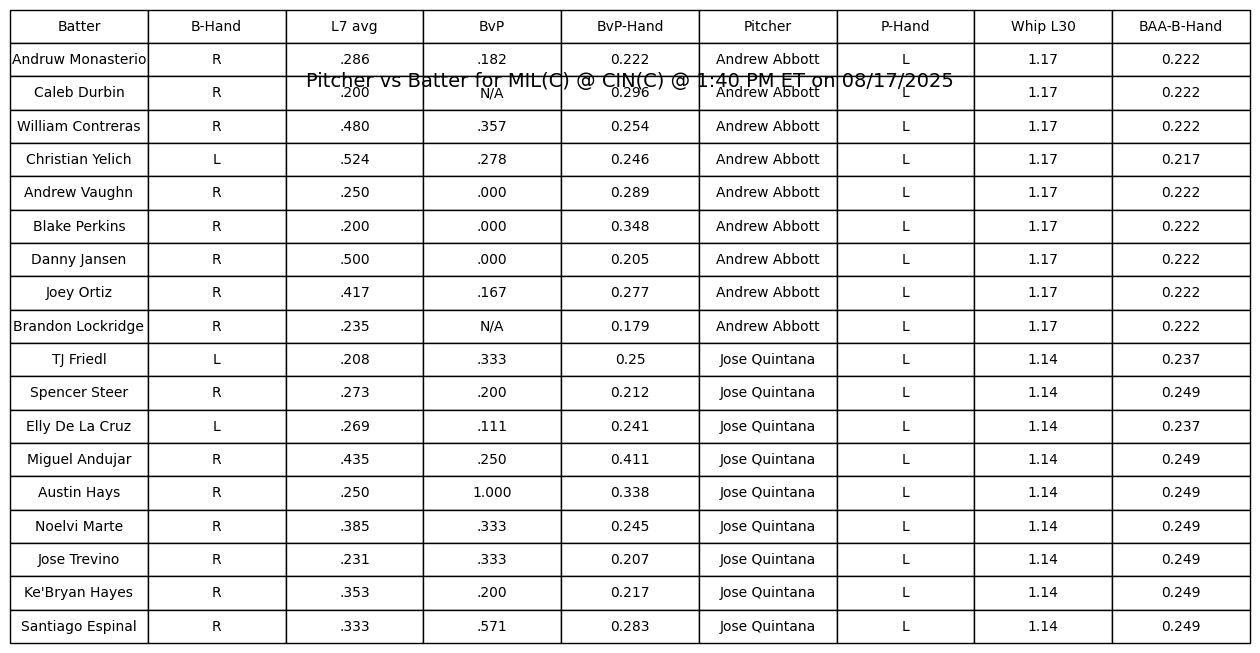 Batter B-Hand L7 avg BvP BvP-Hand Pitcher P-Hand Whip L30 BAA-B-Hand
Andruw Monasterio R .286 .182 0.222 Andrew Abbott L 1.17 0.222
Pitcher vs Batter for MIL(C) @ CIN(C) @ 1:40 PM ET on 08/17/2025
Caleb Durbin R .200 N/A 0.296 Andrew Abbott L 1.17 0.222
William Contreras R .480 .357 0.254 Andrew Abbott L 1.17 0.222
Christian Yelich L .524 .278 0.246 Andrew Abbott L 1.17 0.217
Andrew Vaughn R .250 .000 0.289 Andrew Abbott L 1.17 0.222
Blake Perkins R .200 .000 0.348 Andrew Abbott L 1.17 0.222
Danny Jansen R .500 .000 0.205 Andrew Abbott L 1.17 0.222
Joey Ortiz R .417 .167 0.277 Andrew Abbott L 1.17 0.222
Brandon Lockridge R .235 N/A 0.179 Andrew Abbott L 1.17 0.222
TJ Friedl L .208 .333 0.25 Jose Quintana L 1.14 0.237
Spencer Steer R .273 .200 0.212 Jose Quintana L 1.14 0.249
Elly De La Cruz L .269 .111 0.241 Jose Quintana L 1.14 0.237
Miguel Andujar R .435 .250 0.411 Jose Quintana L 1.14 0.249
Austin Hays R .250 1.000 0.338 Jose Quintana L 1.14 0.249
Noelvi Marte R .385 .333 0.245 Jose Quintana L 1.14 0.249
Jose Trevino R .231 .333 0.207 Jose Quintana L 1.14 0.249
Ke'Bryan Hayes R .353 .200 0.217 Jose Quintana L 1.14 0.249
Santiago Espinal R .333 .571 0.283 Jose Quintana L 1.14 0.249